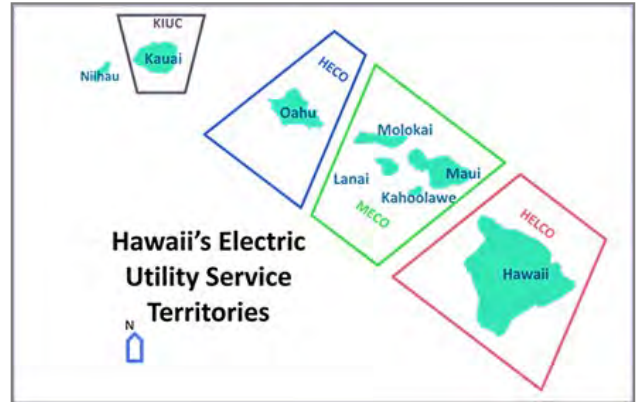 KIUC
Kauai
Niihau
HECO
Oahu
Molokai
Lanai
Maui
Kahoolawe
MECO
HELCO
Hawaii
Hawaii's Electric
Utility Service
Territories
N